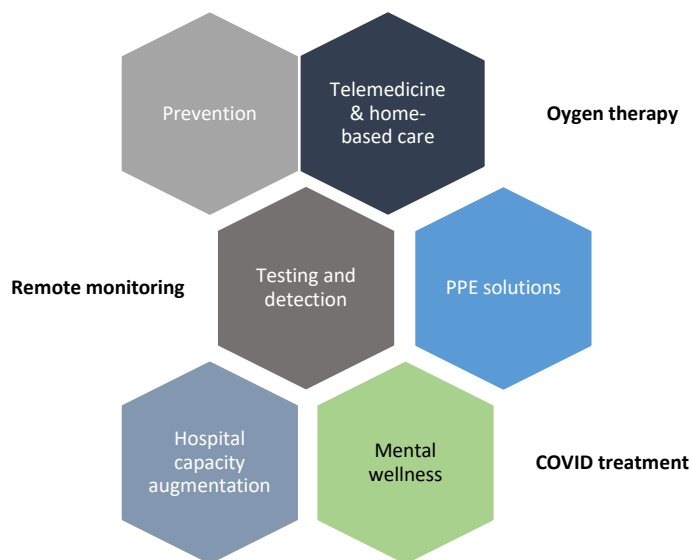 Prevention
Telemedicine
& home-
based care
Oygen therapy
Remote monitoring
Testing and
detection
PPE solutions
Hospital
capacity
augmentation
Mental
wellness
COVID treatment